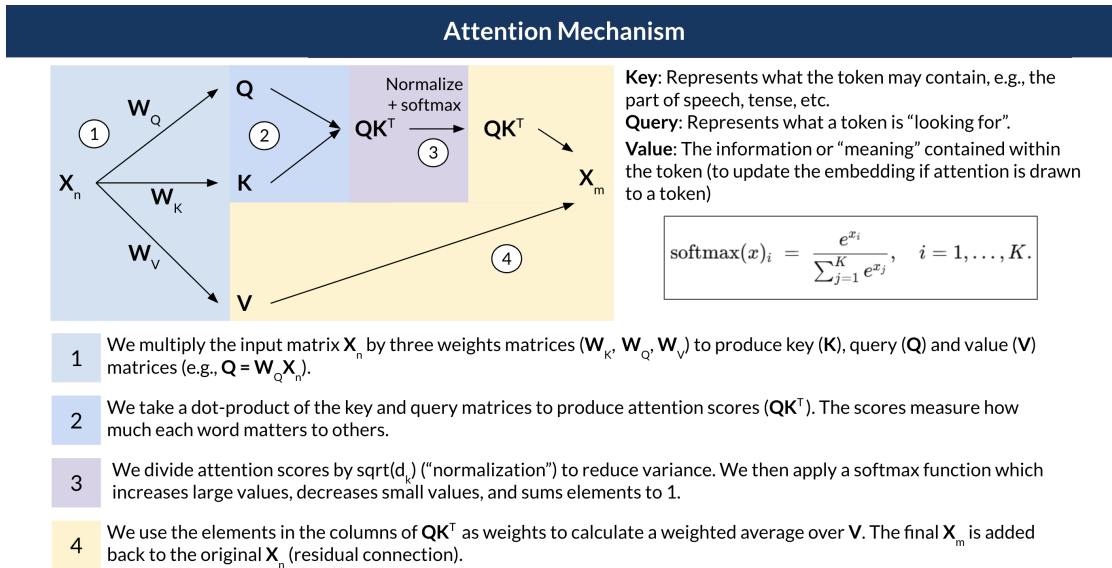 Attention Mechanism
W_Q
1
X_n
W_K
W_V
Q
2
K
V
Normalize
+ softmax
QK^T
3
QK^T
X_m
4
Key: Represents what the token may contain, e.g., the
part of speech, tense, etc.
Query: Represents what a token is “looking for”.
Value: The information or “meaning” contained within
the token (to update the embedding if attention is drawn
to a token)
softmax(x)_i = e^{x_i} / ∑_{j=1}^{K} e^{x_j}, i = 1, . . . , K.
1
We multiply the input matrix X_n by three weights matrices (W_K, W_Q, W_V) to produce key (K), query (Q) and value (V)
matrices (e.g., Q = W_QX_n).
2
We take a dot-product of the key and query matrices to produce attention scores (QK^T). The scores measure how
much each word matters to others.
3
We divide attention scores by sqrt(d_k) (“normalization”) to reduce variance. We then apply a softmax function which
increases large values, decreases small values, and sums elements to 1.
4
We use the elements in the columns of QK^T as weights to calculate a weighted average over V. The final X_m is added
back to the original X_n (residual connection).